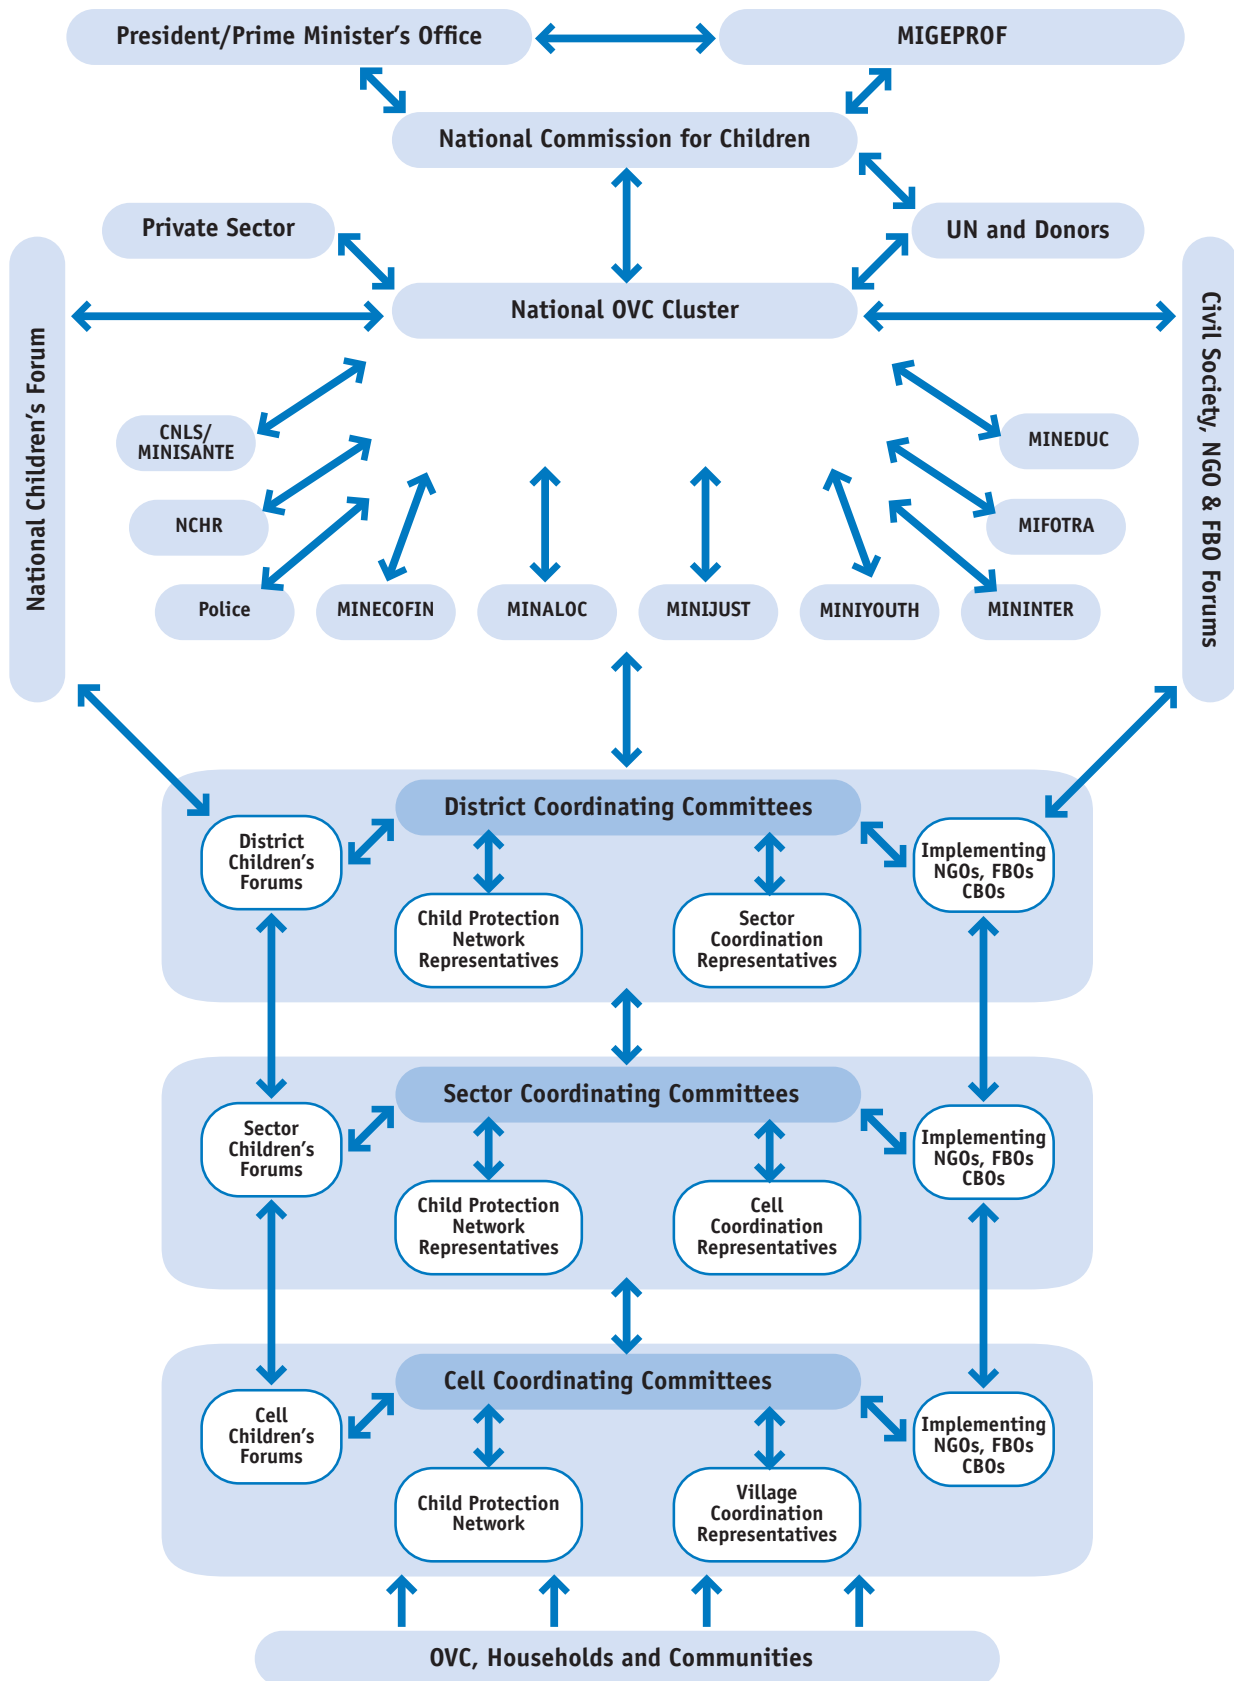 President/Prime Minister's Office
MIGEPROF
National Commission for Children
Private Sector
UN and Donors
National OVC Cluster
National Children's Forum
Civil Society, NGO & FBO Forums
CNLS/
MINISANTE
MINEDUC
NCHR
MIFOTRA
Police
MINECOFIN
MINALOC
MINIJUST
MINIYOUTH
MININTER
District Coordinating Committees
District
Children's
Forums
Implementing
NGOs, FBOs
CBOs
Child Protection
Network
Representatives
Sector
Coordination
Representatives
Sector Coordinating Committees
Sector
Children's
Forums
Implementing
NGOs, FBOs
CBOs
Child Protection
Network
Representatives
Cell
Coordination
Representatives
Cell Coordinating Committees
Cell
Children's
Forums
Implementing
NGOs, FBOs
CBOs
Child Protection
Network
Village
Coordination
Representatives
OVC, Households and Communities